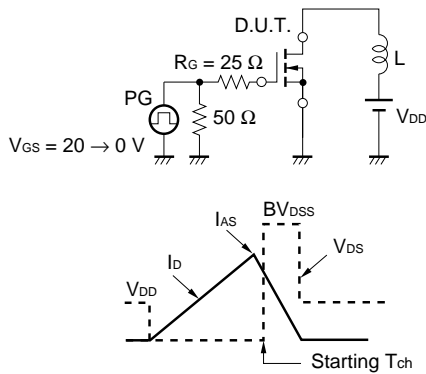 D.U.T.
RG = 25 Ω
L
PG
50 Ω
VDD
VGS = 20 → 0 V
BVDSS
IAS
ID
VDS
VDD
Starting Tch